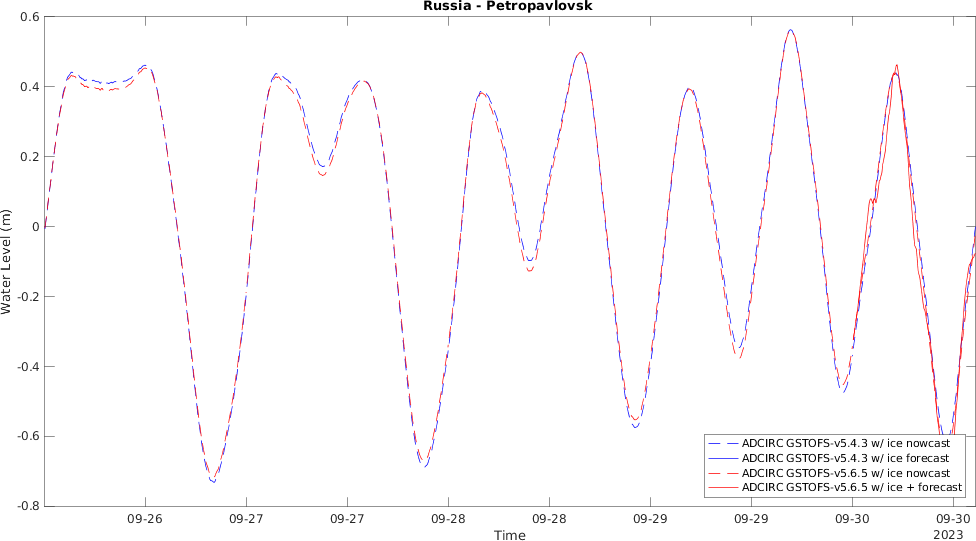 Russia - Petropavlovsk
0.6
0.4
0.2
0
-0.2
-0.4
-0.6
-0.8
Water Level (m)
ADCIRC GSTOFS-v5.4.3 w/ ice nowcast
ADCIRC GSTOFS-v5.4.3 w/ ice forecast
ADCIRC GSTOFS-v5.6.5 w/ ice nowcast
ADCIRC GSTOFS-v5.6.5 w/ ice + forecast
09-26 09-27 09-27 09-28 09-28 09-29 09-29 09-30 09-30
2023
Time